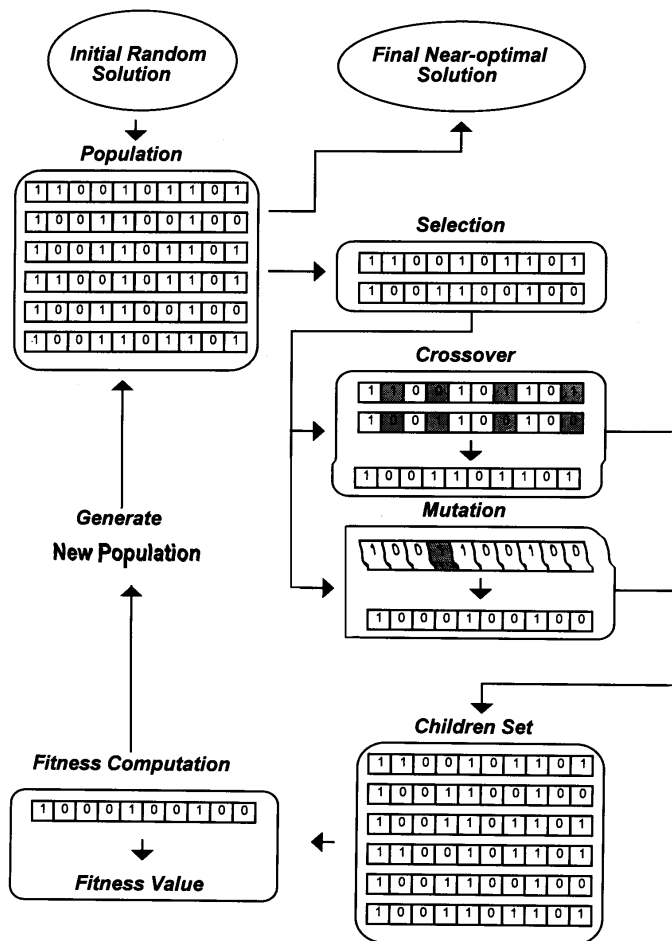 Initial Random
Solution
Final Near-optimal
Solution
Population
1 1 0 0 1 0 1 1 0 1
1 0 0 1 1 0 0 1 0 0
1 0 0 1 1 0 1 1 0 1
1 1 0 0 1 0 1 1 0 1
1 0 0 1 1 0 0 1 0 0
1 0 0 1 1 0 1 1 0 1
Selection
1 1 0 0 1 0 1 1 0 1
1 0 0 1 1 0 0 1 0 0
Crossover
1 1 0 0 1 0 1 1 0 1
1 0 0 1 1 0 0 1 0 0
1 0 0 1 1 0 1 1 0 1
Mutation
1 0 0 1 1 0 0 1 0 0
1 0 0 0 1 0 0 1 0 0
Generate
New Population
Children Set
1 1 0 0 1 0 1 1 0 1
1 0 0 1 1 0 0 1 0 0
1 0 0 1 1 0 1 1 0 1
1 1 0 0 1 0 1 1 0 1
1 0 0 1 1 0 0 1 0 0
1 0 0 1 1 0 1 1 0 1
Fitness Computation
1 0 0 0 1 0 0 1 0 0
Fitness Value